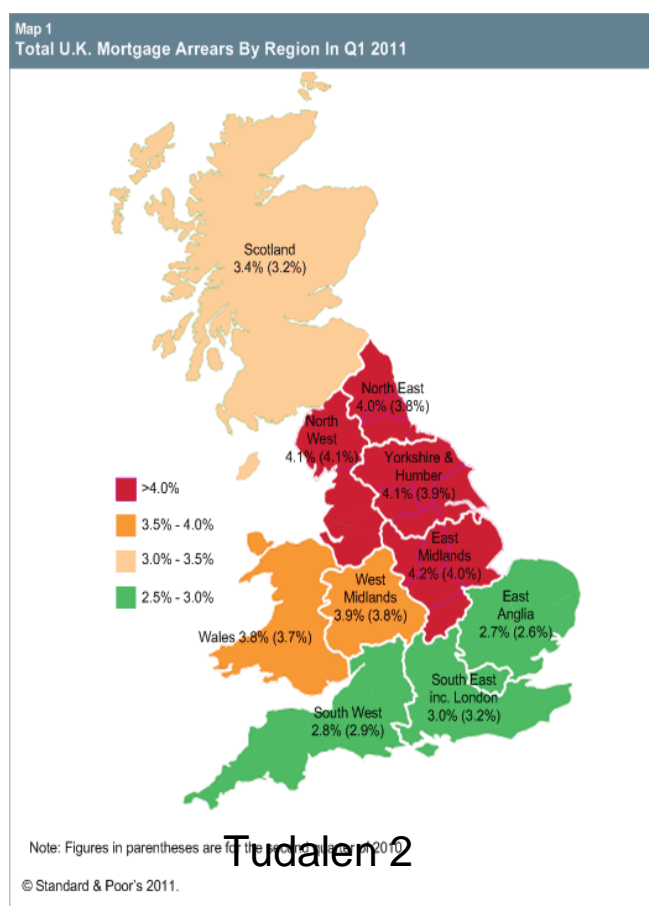 Map 1
Total U.K. Mortgage Arrears By Region In Q1 2011
Scotland
3.4% (3.2%)
North East
4.0% (3.8%)
North
West
4.1% (4.1%)
Yorkshire &
Humber
4.1% (3.9%)
>4.0%
3.5% - 4.0%
3.0% - 3.5%
2.5% - 3.0%
East
Midlands
4.2% (4.0%)
West
Midlands
3.9% (3.8%)
East
Anglia
2.7% (2.6%)
Wales 3.8% (3.7%)
South East
inc. London
3.0% (3.2%)
South West
2.8% (2.9%)
Note: Figures in parentheses are for the second quarter of 2010.
Tudalen 2
© Standard & Poor's 2011.